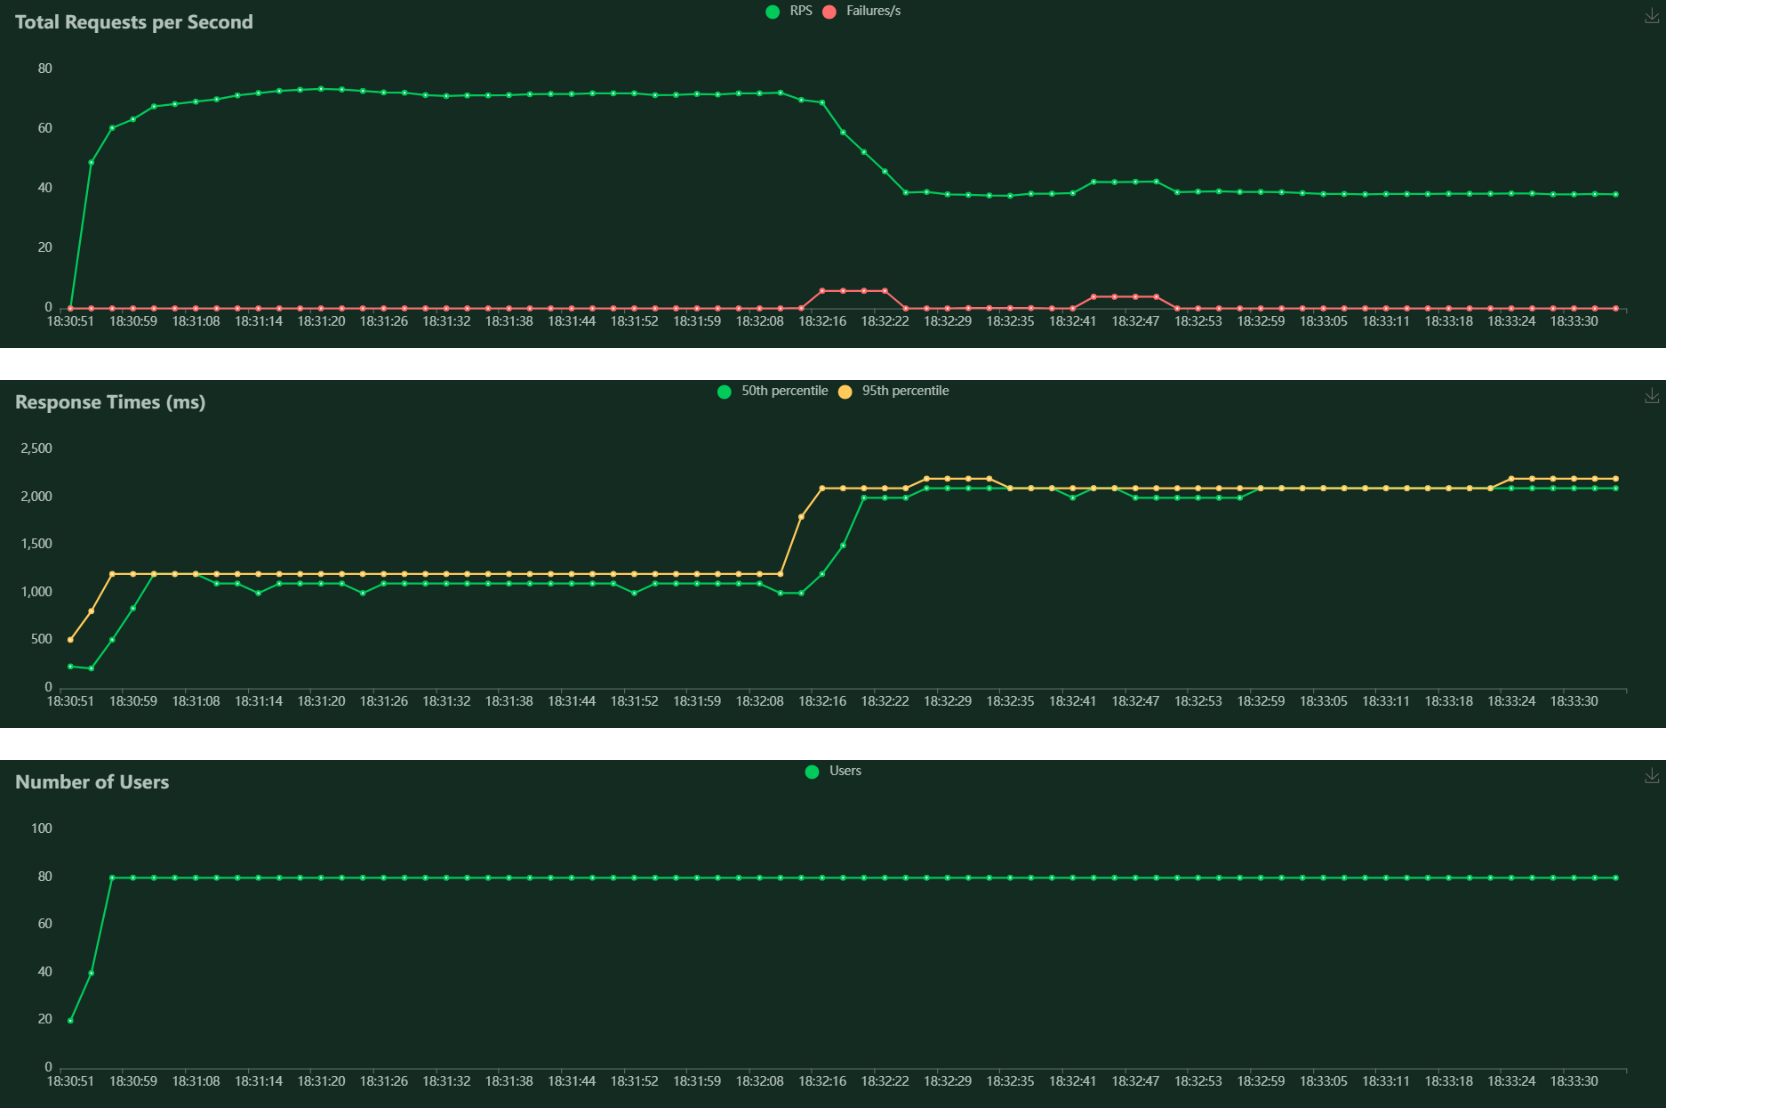 Total Requests per Second
RPS Failures/s
80
60
40
20
0
18:30:51 18:30:59 18:31:08 18:31:14 18:31:20 18:31:26 18:31:32 18:31:38 18:31:44 18:31:52 18:31:59 18:32:08 18:32:16 18:32:22 18:32:29 18:32:35 18:32:41 18:32:47 18:32:53 18:32:59 18:33:05 18:33:11 18:33:18 18:33:24 18:33:30
Response Times (ms)
50th percentile 95th percentile
2,500
2,000
1,500
1,000
500
0
18:30:51 18:30:59 18:31:08 18:31:14 18:31:20 18:31:26 18:31:32 18:31:38 18:31:44 18:31:52 18:31:59 18:32:08 18:32:16 18:32:22 18:32:29 18:32:35 18:32:41 18:32:47 18:32:53 18:32:59 18:33:05 18:33:11 18:33:18 18:33:24 18:33:30
Number of Users
Users
100
80
60
40
20
0
18:30:51 18:30:59 18:31:08 18:31:14 18:31:20 18:31:26 18:31:32 18:31:38 18:31:44 18:31:52 18:31:59 18:32:08 18:32:16 18:32:22 18:32:29 18:32:35 18:32:41 18:32:47 18:32:53 18:32:59 18:33:05 18:33:11 18:33:18 18:33:24 18:33:30